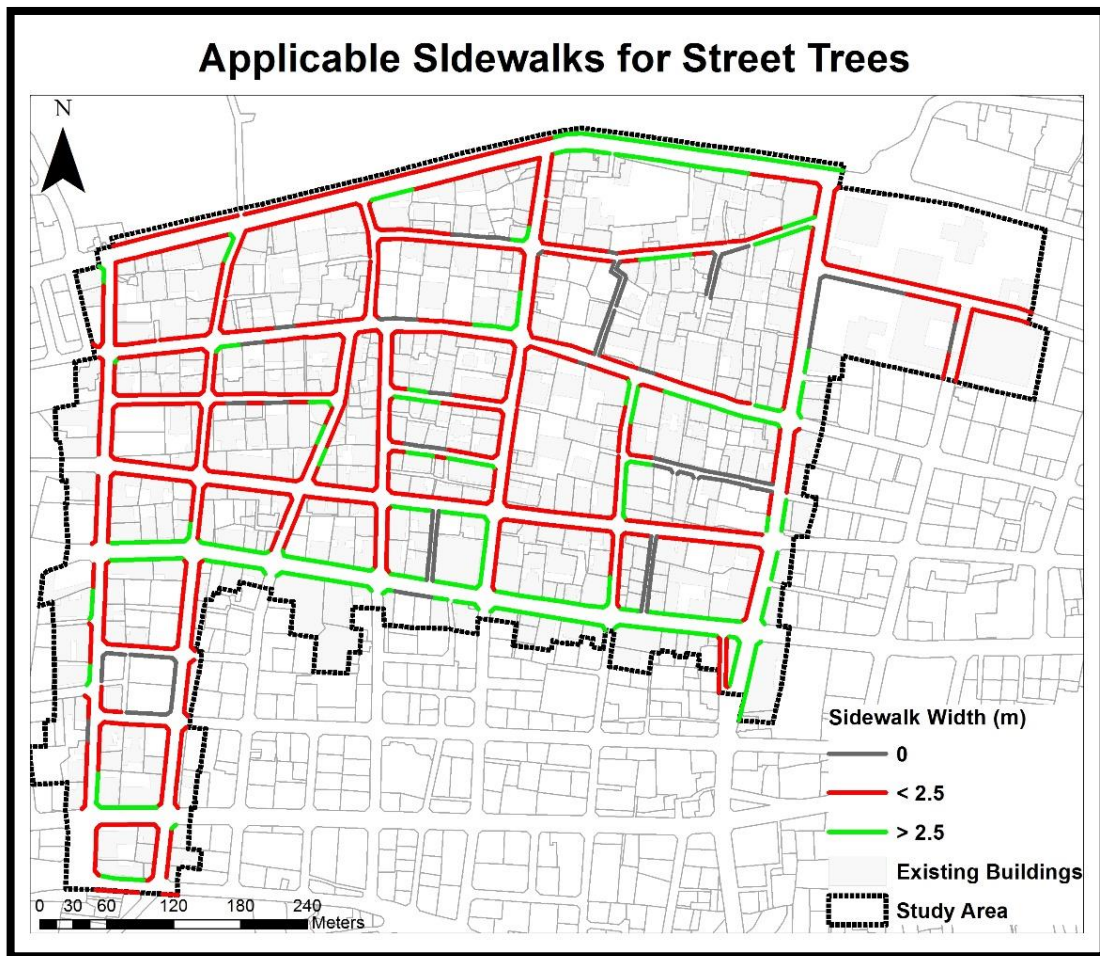 Applicable SIdewalks for Street Trees
N
Sidewalk Width (m)
0
< 2.5
> 2.5
Existing Buildings
Study Area
0 30 60 120 180 240
Meters